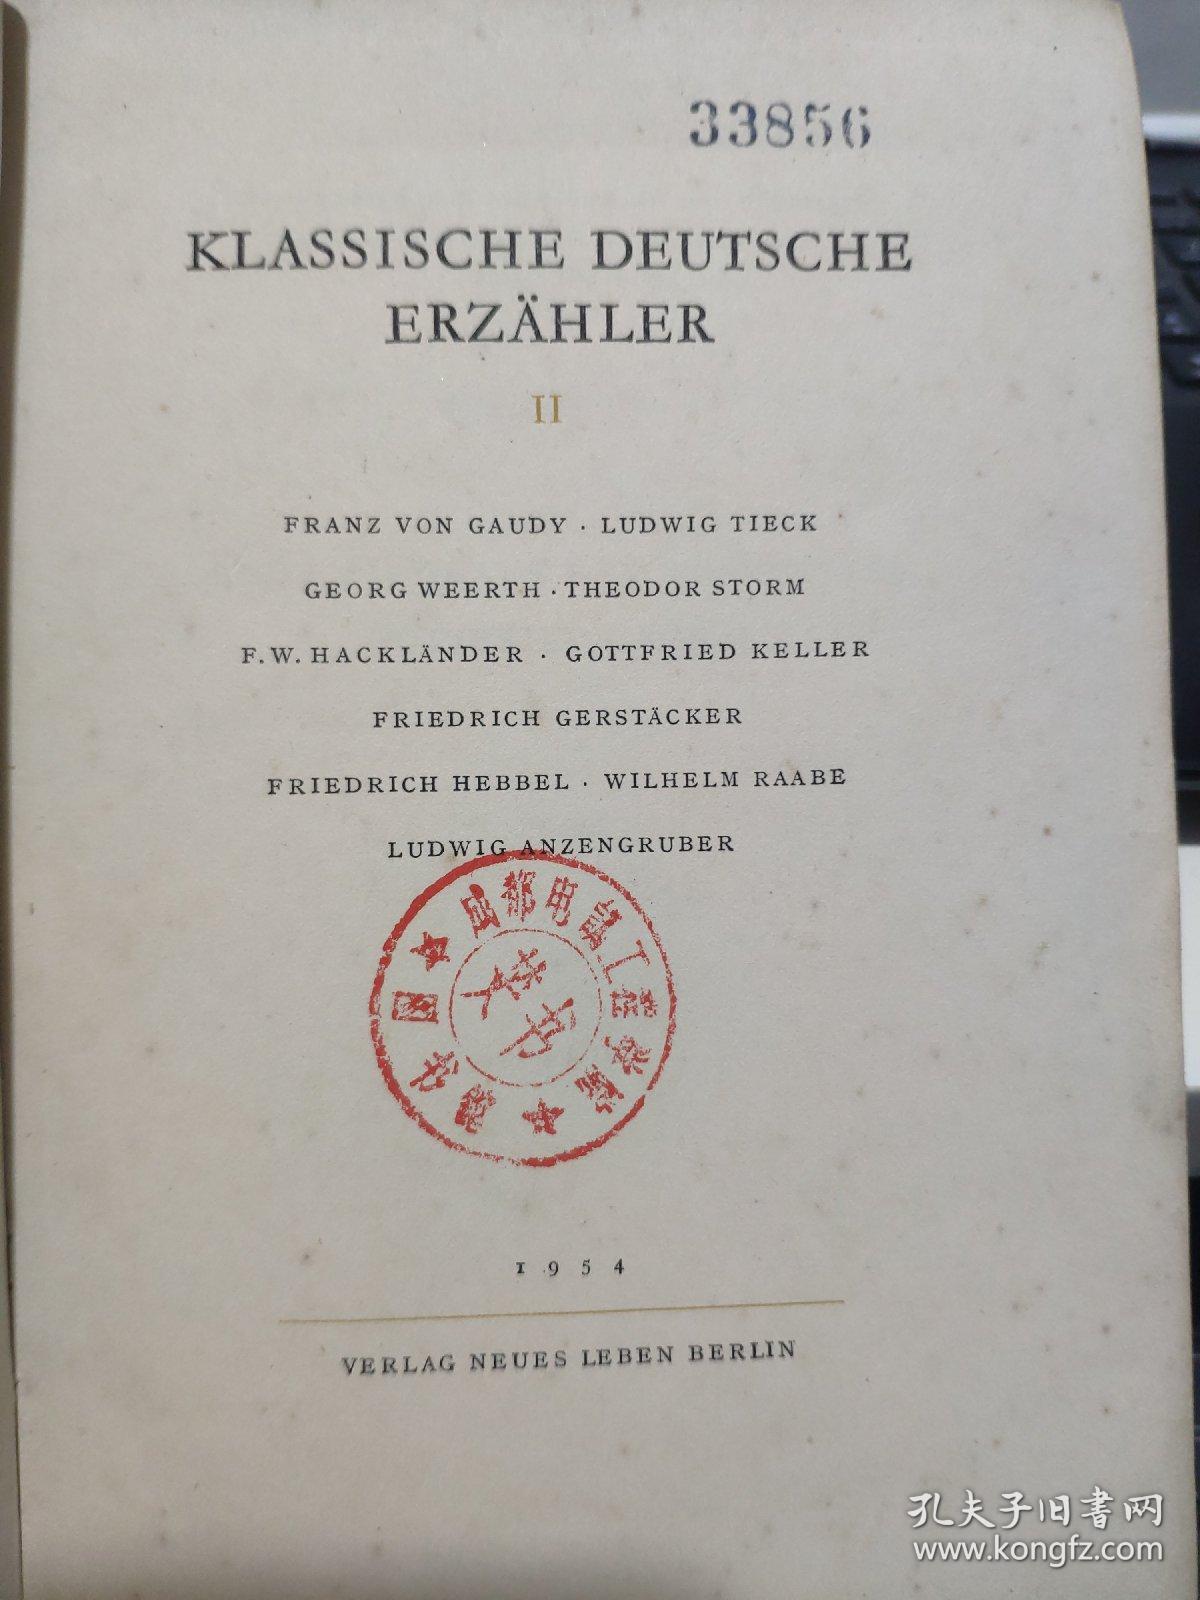 33856
KLASSISCHE DEUTSCHE
ERZÄHLER
II
FRANZ VON GAUDY · LUDWIG TIECK
GEORG WEERTH · THEODOR STORM
F. W. HACKLÄNDER · GOTTFRIED KELLER
FRIEDRICH GERSTÄCKER
FRIEDRICH HEBBEL · WILHELM RAABE
LUDWIG ANZENGRUBER
成都电讯工程学院
图书馆
1954
VERLAG NEUES LEBEN BERLIN
孔夫子旧书网
www.kongfz.com